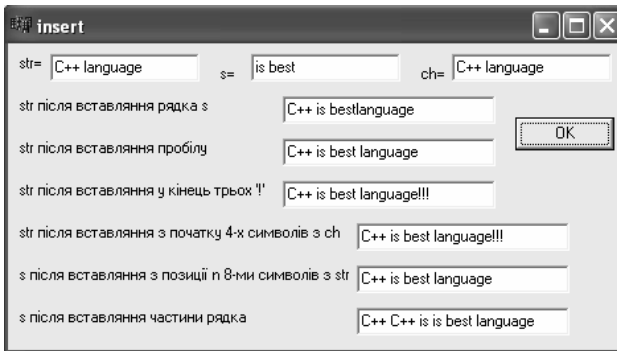 insert
str= C++ language s= is best ch= C++ language
str після вставляння рядка s C++ is bestlanguage
OK
str після вставляння пробілу C++ is best language
str після вставляння у кінець трьох '!' C++ is best language!!!
str після вставляння з початку 4-х символів з ch C++ is best language!!!
s після вставляння з позиції n 8-ми символів з str C++ is best language
s після вставляння частини рядка C++ C++ is is best language